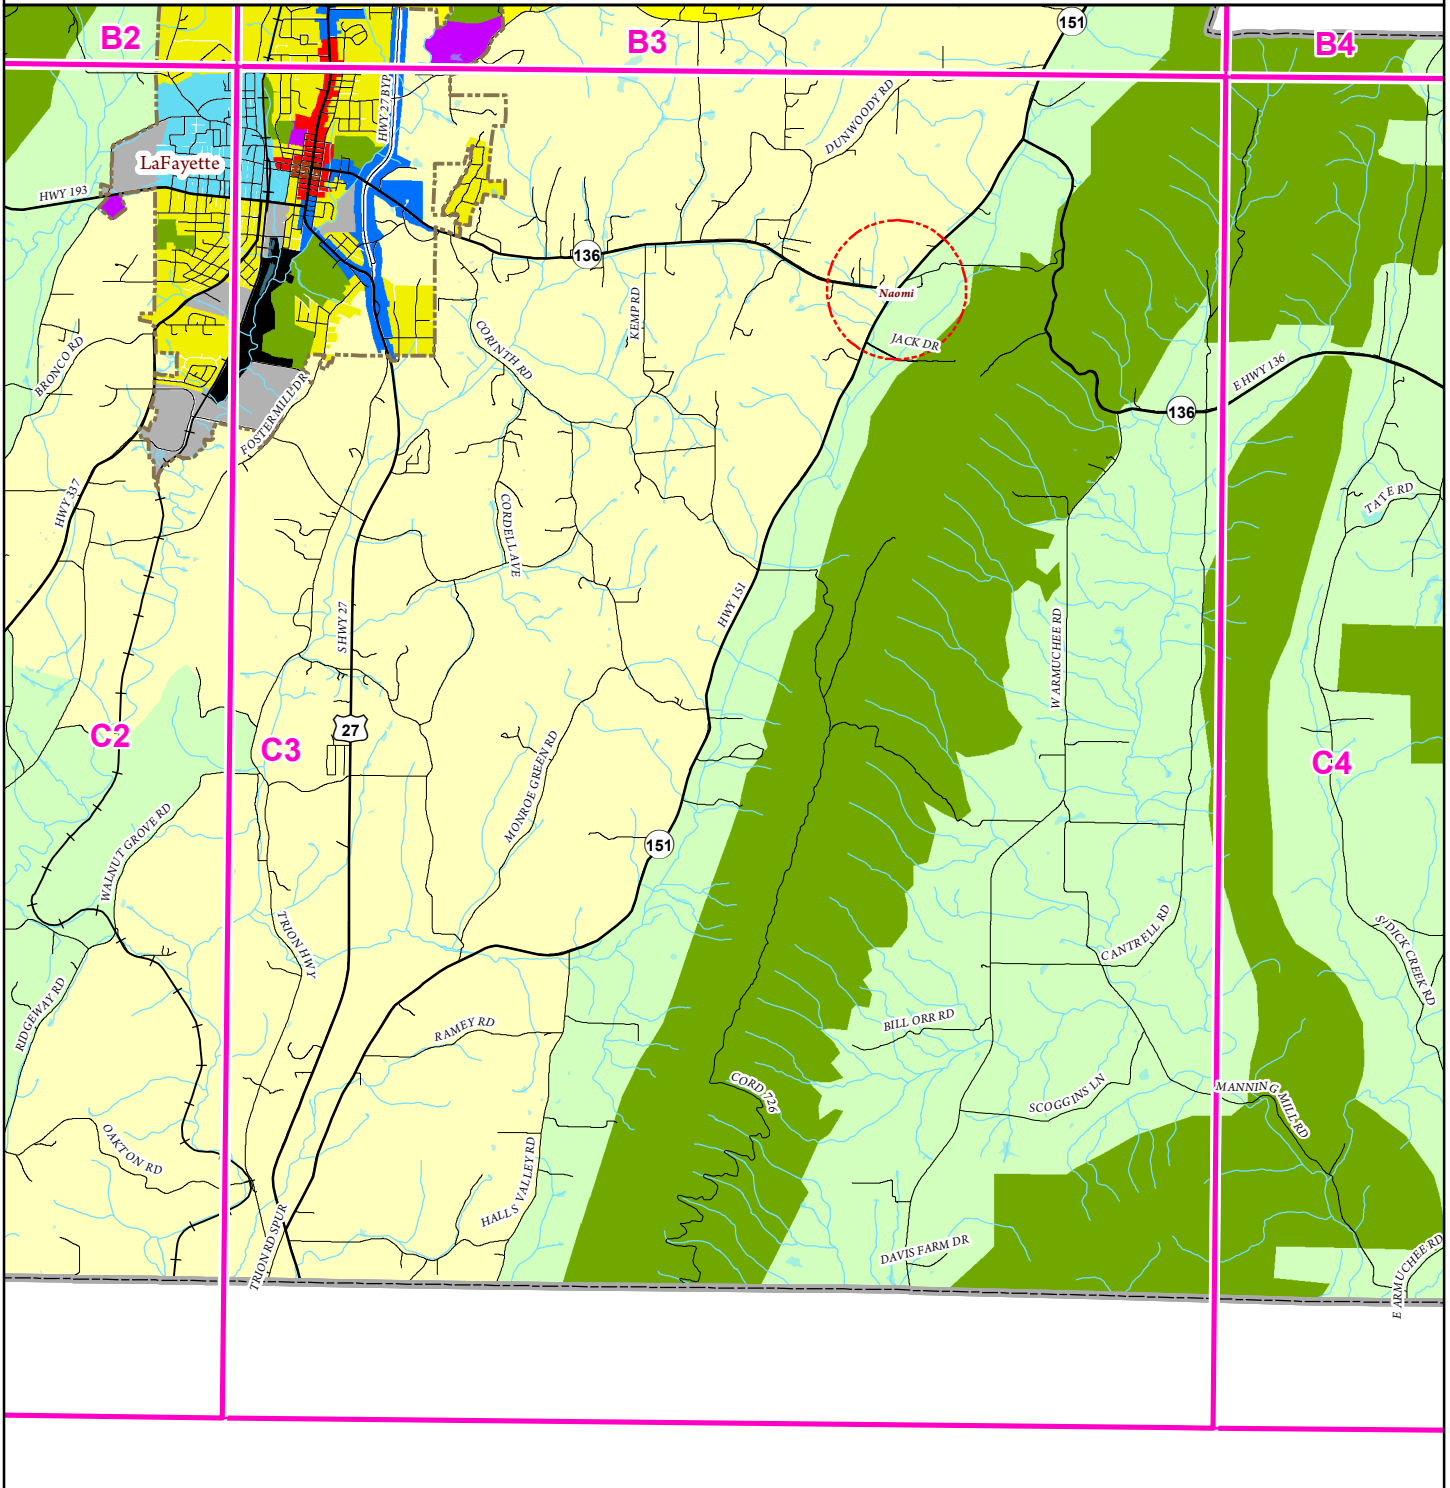 B2
B3
B4
151
HWY 27 BYP
DUNWOODY RD
LaFayette
HWY 193
136
Naomi
KEMP RD
CORINTH RD
JACK DR
BRONCO RD
E HWY 136
136
FOSTER MILL DR
HWY 337
CORDELL AVE
TATE RD
HWY 151
S HWY 27
W ARMUCHEE RD
27
C2
C3
C4
MONROE GREEN RD
WALNUT GROVE RD
151
TRION HWY
CANTRELL RD
S DICK CREEK RD
RIDGEWAY RD
RAMEY RD
BILL ORR RD
CORD 726
SCOGGINS LN
MANNING MILL RD
OAKTON RD
HALLS VALLEY RD
TRION RD SPUR
DAVIS FARM DR
E ARMUCHEE RD